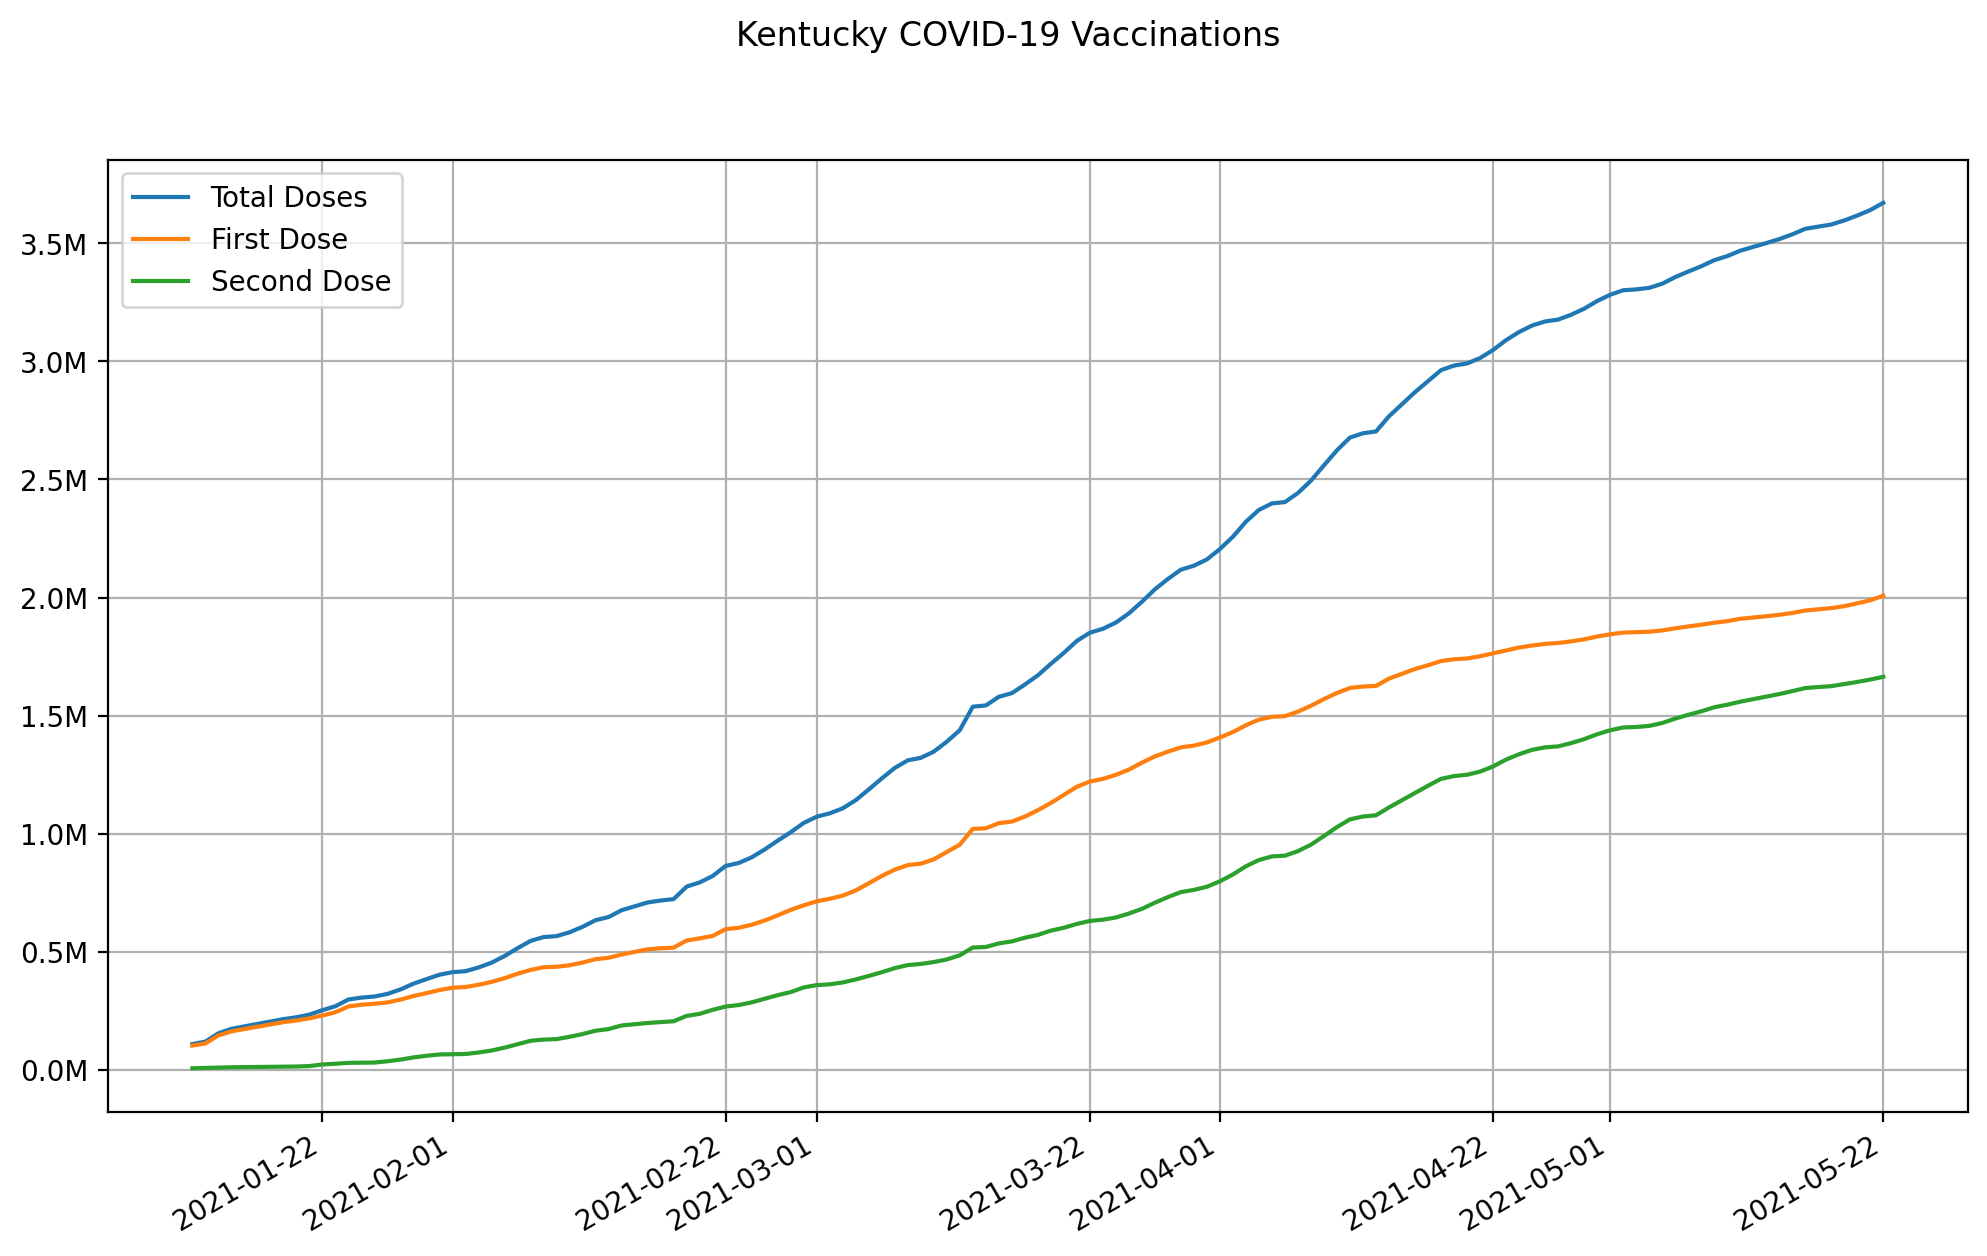 Kentucky COVID-19 Vaccinations
Total Doses
First Dose
Second Dose
3.5M
3.0M
2.5M
2.0M
1.5M
1.0M
0.5M
0.0M
2021-01-22
2021-02-01
2021-02-22
2021-03-01
2021-03-22
2021-04-01
2021-04-22
2021-05-01
2021-05-22